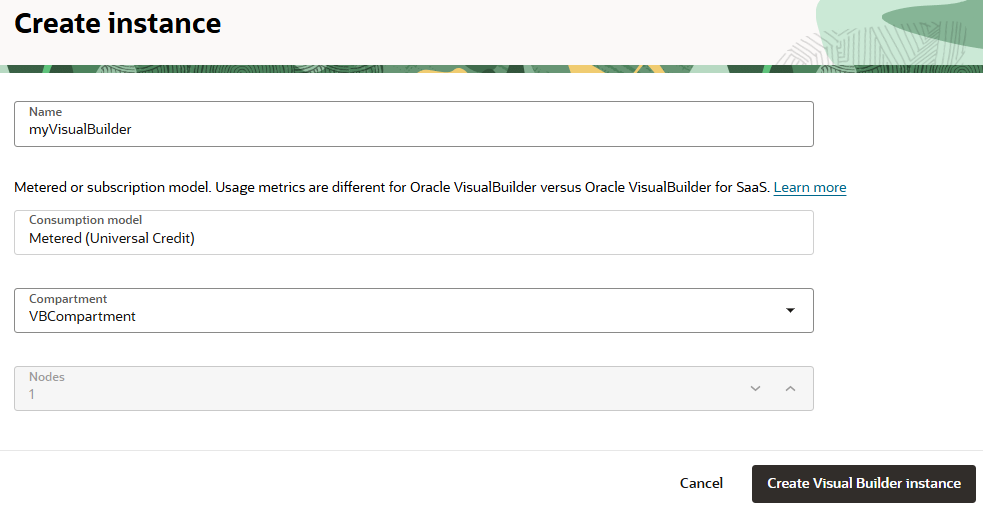 Create instance
Name
myVisualBuilder
Metered or subscription model. Usage metrics are different for Oracle VisualBuilder versus Oracle VisualBuilder for SaaS. Learn more
Consumption model
Metered (Universal Credit)
Compartment
VBCompartment
Nodes
1
Cancel Create Visual Builder instance